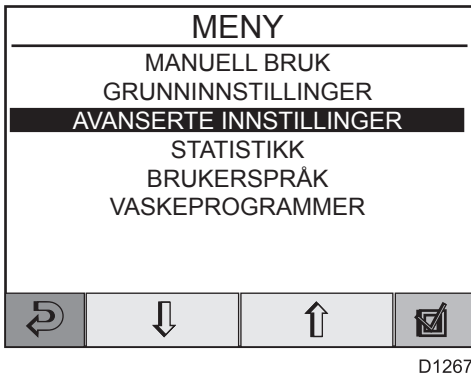 MENY
MANUELL BRUK
GRUNNINNSTILLINGER
AVANSERTE INNSTILLINGER
STATISTIKK
BRUKERSPRÅK
VASKEPROGRAMMER
D1267